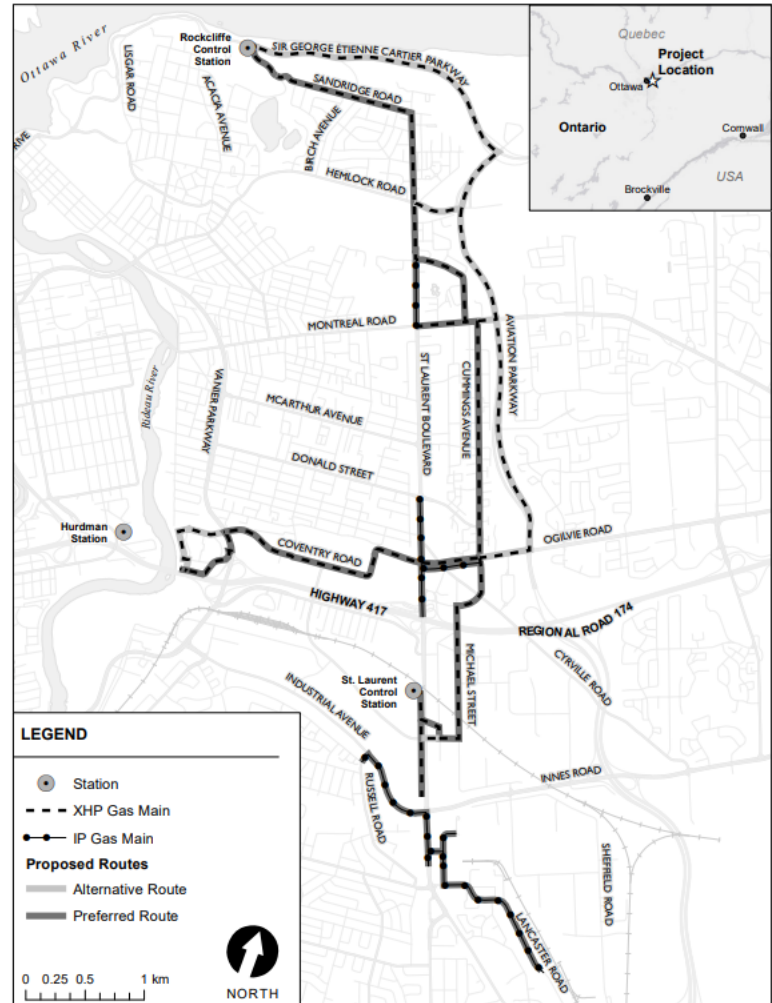 Ottawa River
LISGAR ROAD
Rockcliffe
Control
Station
ACACIA AVENUE
SIR GEORGE ÉTIENNE CARTIER PARKWAY
SANDRIDGE ROAD
BIRCH AVENUE
HEMLOCK ROAD
Quebec
Project
Location
Ottawa
Ontario
Cornwall
USA
Brockville
RIVE
MONTREAL ROAD
AVIATION PARKWAY
Rideau River
VANIER PARKWAY
ST LAURENT BOULEVARD
CUMMINGS AVENUE
MCARTHUR AVENUE
DONALD STREET
Hurdman
Station
COVENTRY ROAD
OGILVIE ROAD
HIGHWAY 417
REGIONAL ROAD 174
MICHAEL STREET
CYRVILLE ROAD
St. Laurent
Control
Station
INDUSTRIAL AVENUE
INNES ROAD
RUSSELL ROAD
SHEFFIELD ROAD
LANCASTER ROAD
LEGEND
Station
XHP Gas Main
IP Gas Main
Proposed Routes
Alternative Route
Preferred Route
0 0.25 0.5 1 km
NORTH